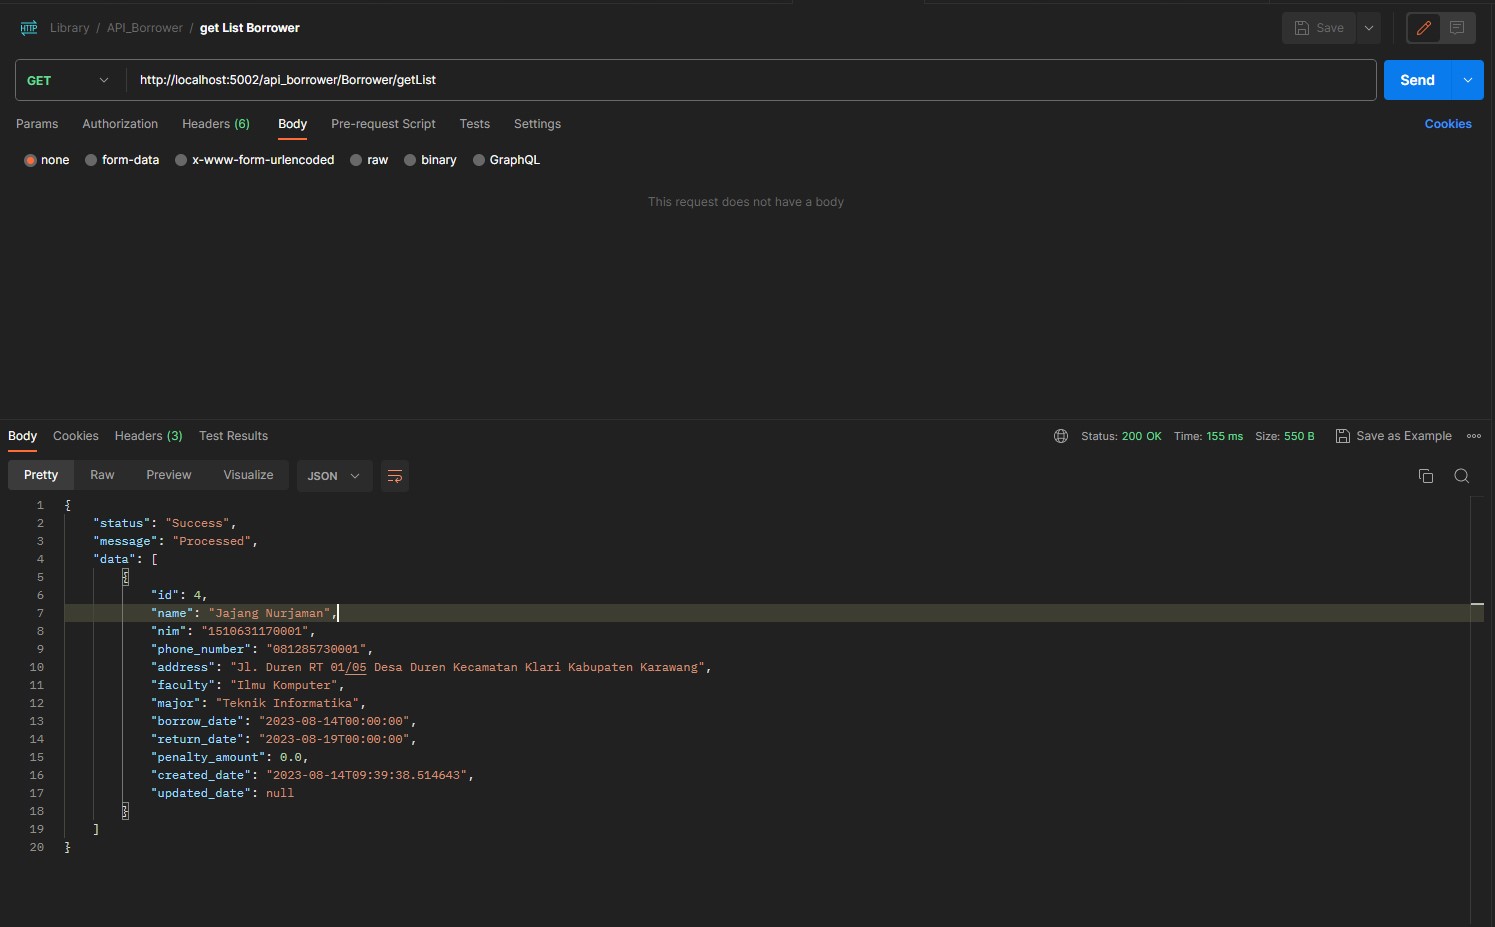 HTTP Library / API_Borrower / get List Borrower Save
GET http://localhost:5002/api_borrower/Borrower/getList Send
Params Authorization Headers (6) Body Pre-request Script Tests Settings Cookies
none form-data x-www-form-urlencoded raw binary GraphQL
This request does not have a body
Body Cookies Headers (3) Test Results Status: 200 OK Time: 155 ms Size: 550 B Save as Example
Pretty Raw Preview Visualize JSON
1 {
2 "status": "Success",
3 "message": "Processed",
4 "data": [
5 {
6 "id": 4,
7 "name": "Jajang Nurjaman",
8 "nim": "1510631170001",
9 "phone_number": "081285730001",
10 "address": "Jl. Duren RT 01/05 Desa Duren Kecamatan Klari Kabupaten Karawang",
11 "faculty": "Ilmu Komputer",
12 "major": "Teknik Informatika",
13 "borrow_date": "2023-08-14T00:00:00",
14 "return_date": "2023-08-19T00:00:00",
15 "penalty_amount": 0.0,
16 "created_date": "2023-08-14T09:39:38.514643",
17 "updated_date": null
18 }
19 ]
20 }